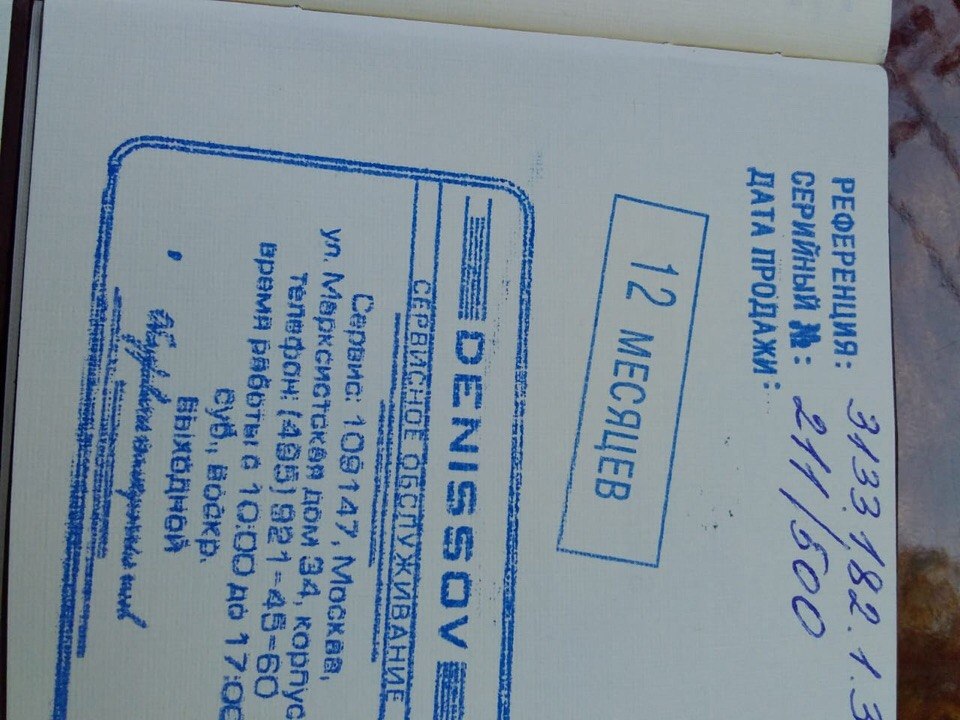 РЕФЕРЕНЦИЯ: 3133.182.1.3
СЕРИЙНЫЙ №: 211/500
ДАТА ПРОДАЖИ:
12 МЕСЯЦЕВ
DENISSOV
СЕРВИСНОЕ ОБСЛУЖИВАНИЕ
Сервис: 109147, Москва,
ул. Марксистская дом 34, корпус
телефон: (495) 921-45-60
время работы с 10:00 до 17:00
суб., воскр.
выходной